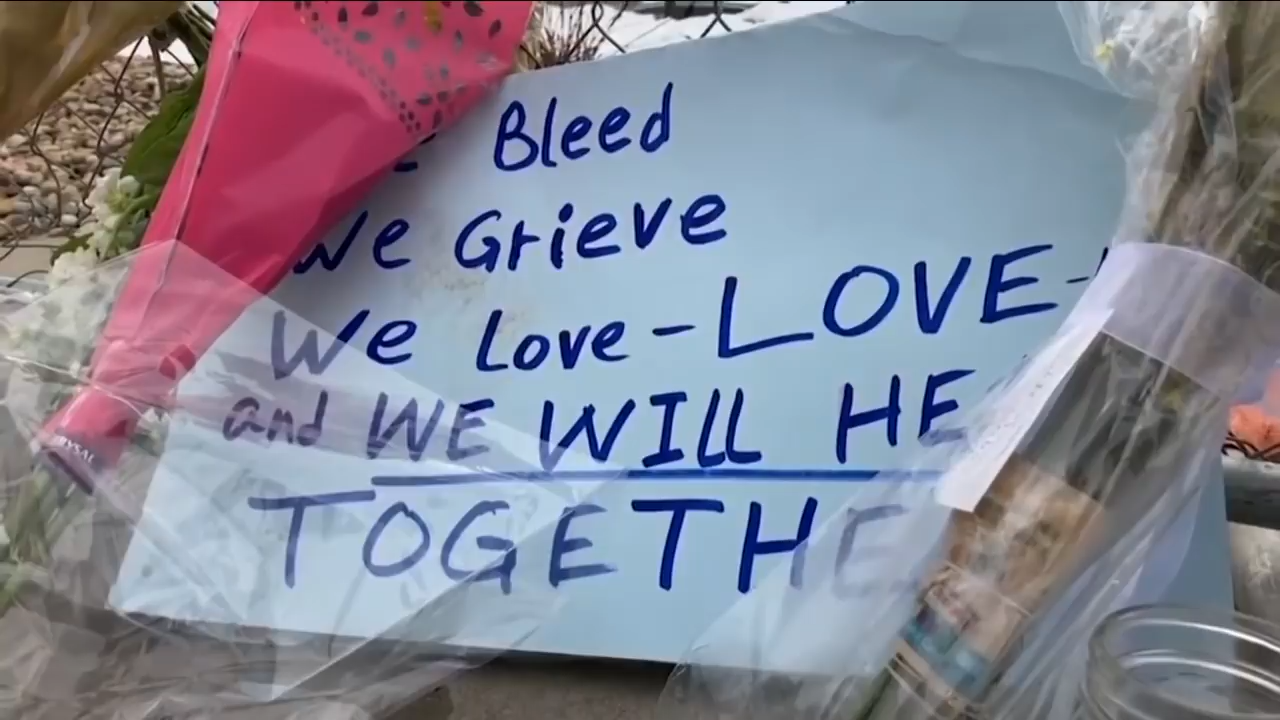 Bleed
We Grieve
We Love - LOVE -
and WE WILL HE
TOGETHE